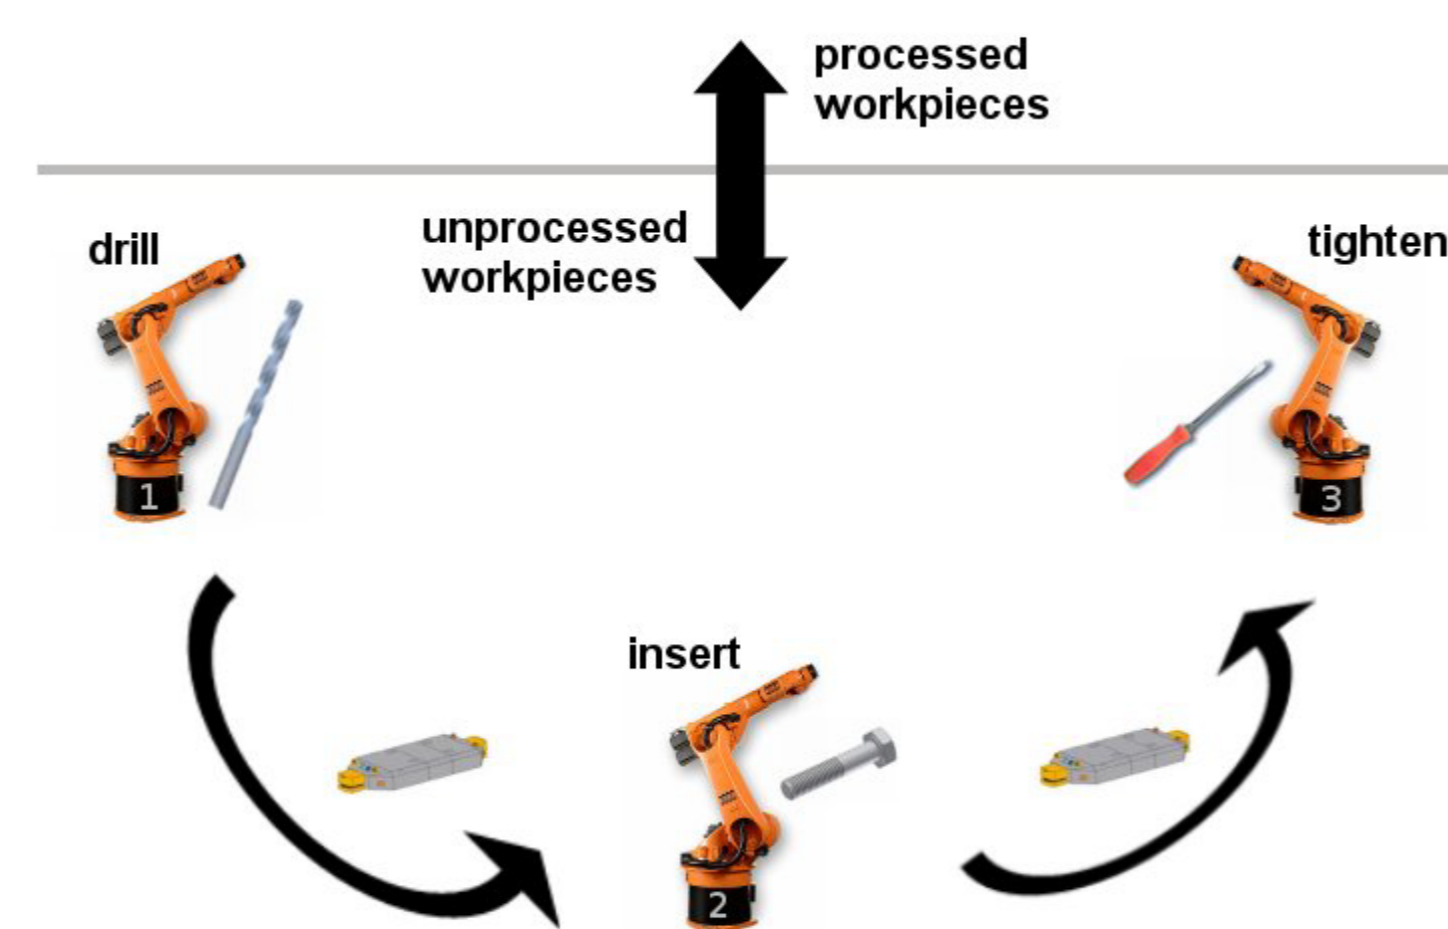 processed
workpieces
unprocessed
workpieces
drill
tighten
1
3
insert
2